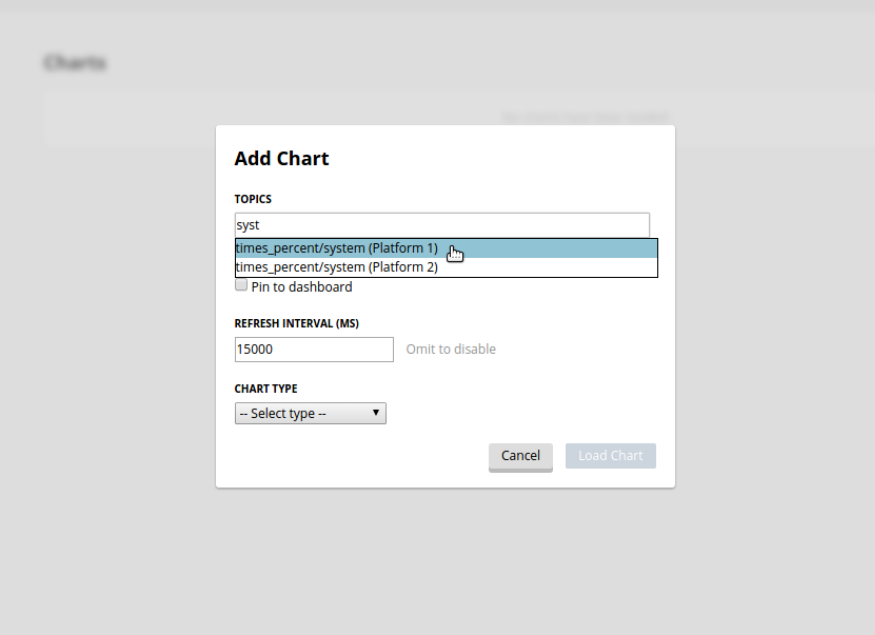 Charts
Add Chart
TOPICS
syst
times_percent/system (Platform 1)
times_percent/system (Platform 2)
Pin to dashboard
REFRESH INTERVAL (MS)
15000 Omit to disable
CHART TYPE
-- Select type --
Cancel Load Chart